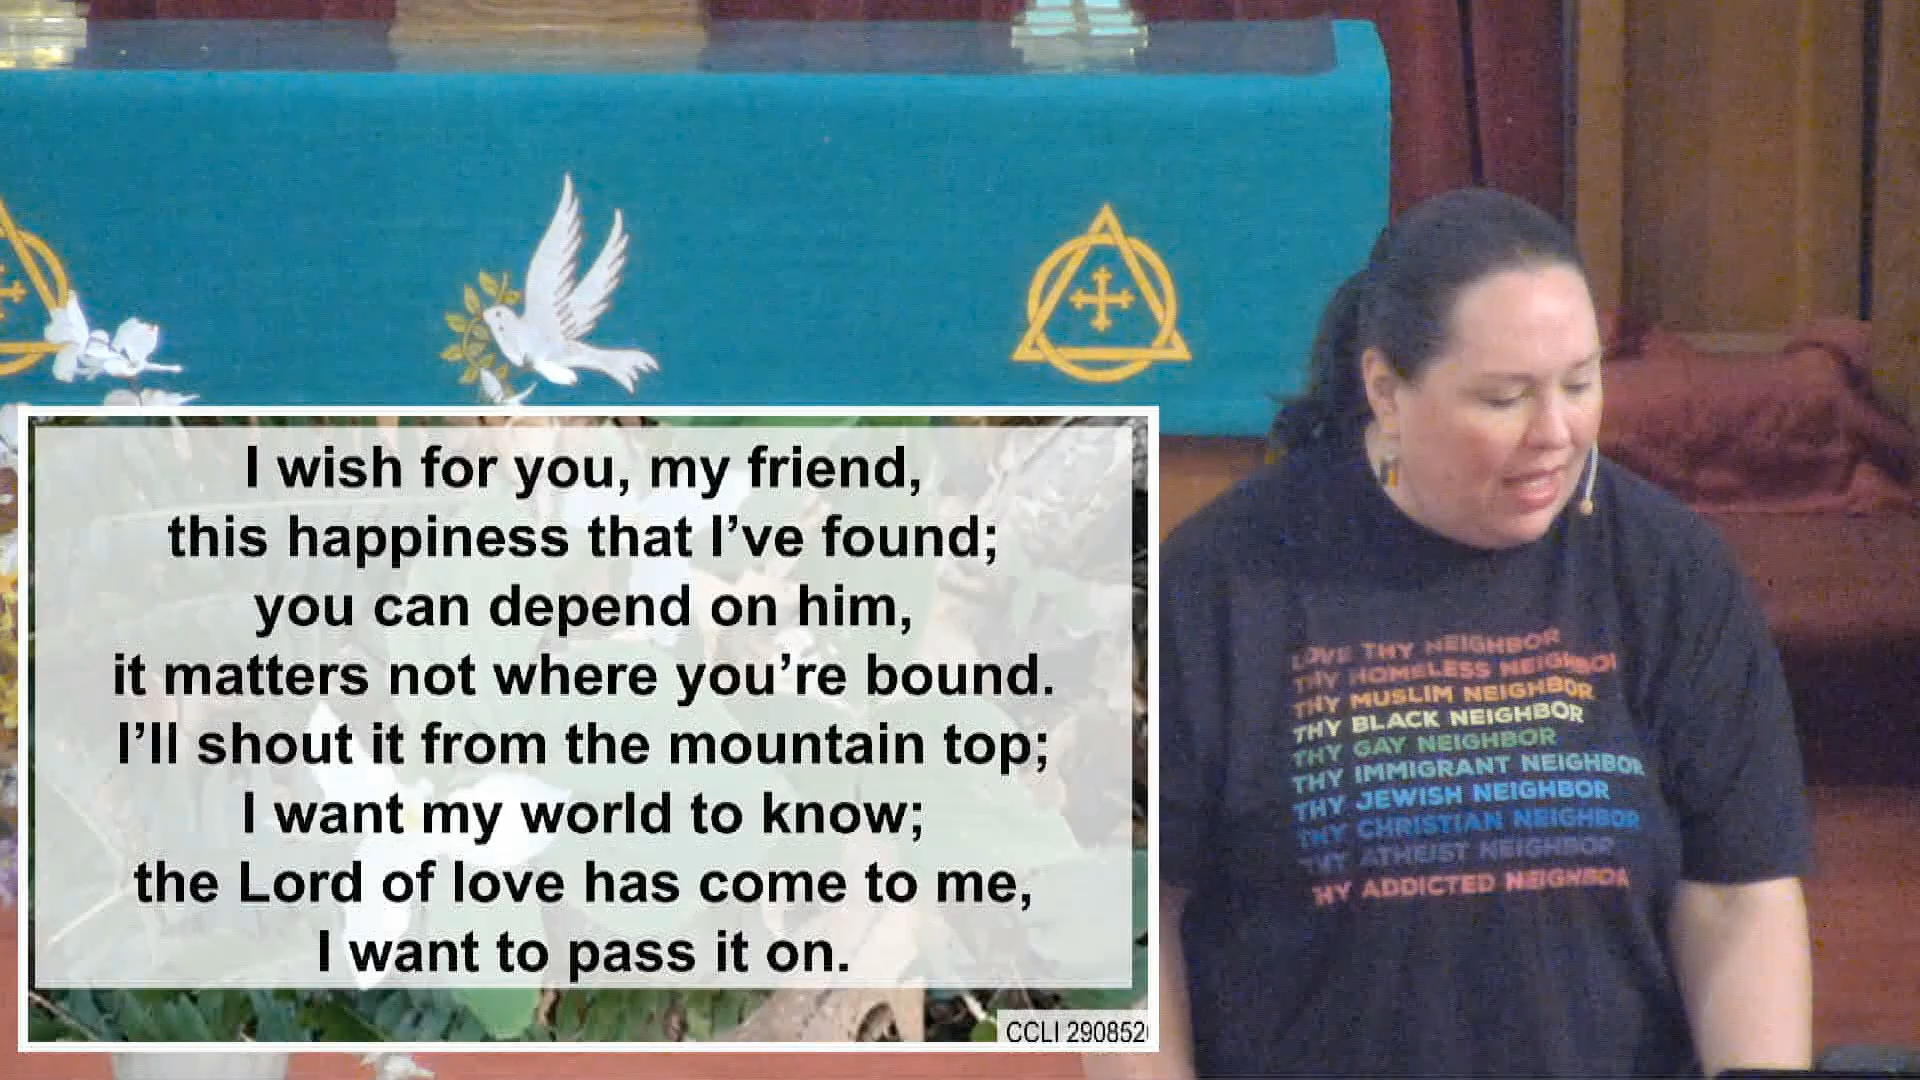 I wish for you, my friend,
this happiness that I've found;
you can depend on him,
it matters not where you're bound.
I'll shout it from the mountain top;
I want my world to know;
the Lord of love has come to me,
I want to pass it on.
CCLI 290852
LOVE THY NEIGHBOR
THY HOMELESS NEIGHBOR
THY MUSLIM NEIGHBOR
THY BLACK NEIGHBOR
THY GAY NEIGHBOR
THY IMMIGRANT NEIGHBOR
THY JEWISH NEIGHBOR
THY CHRISTIAN NEIGHBOR
THY ATHEIST NEIGHBOR
THY ADDICTED NEIGHBOR